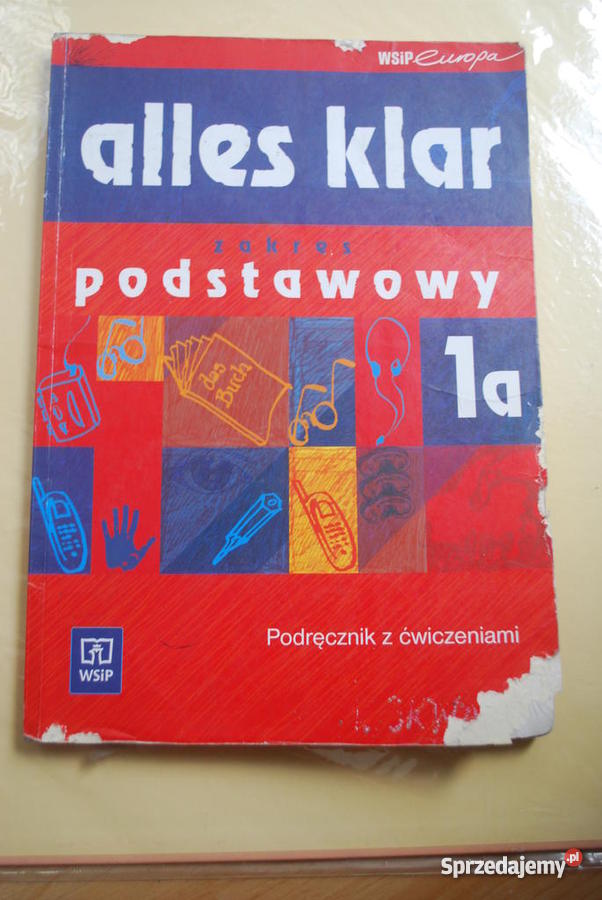 WSiP europa
alles klar
zakres
podstawowy
das Buch
1a
Podręcznik z ćwiczeniami
WSiP
Sprzedajemy.pl